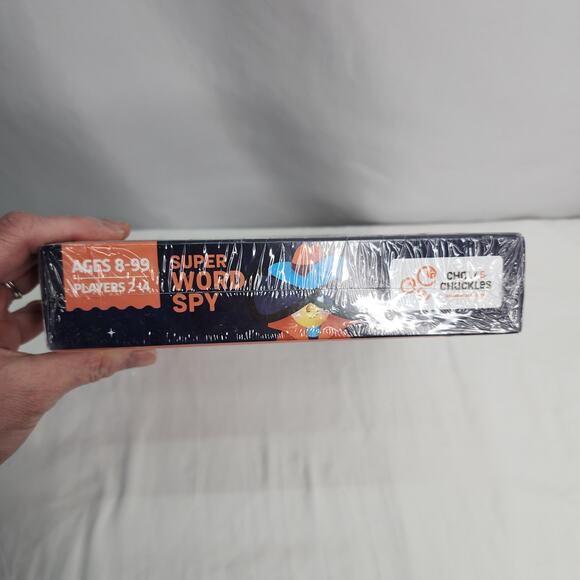 AGES 8-99
PLAYERS 2-4
SUPER
WORD
SPY
CHUCKLES